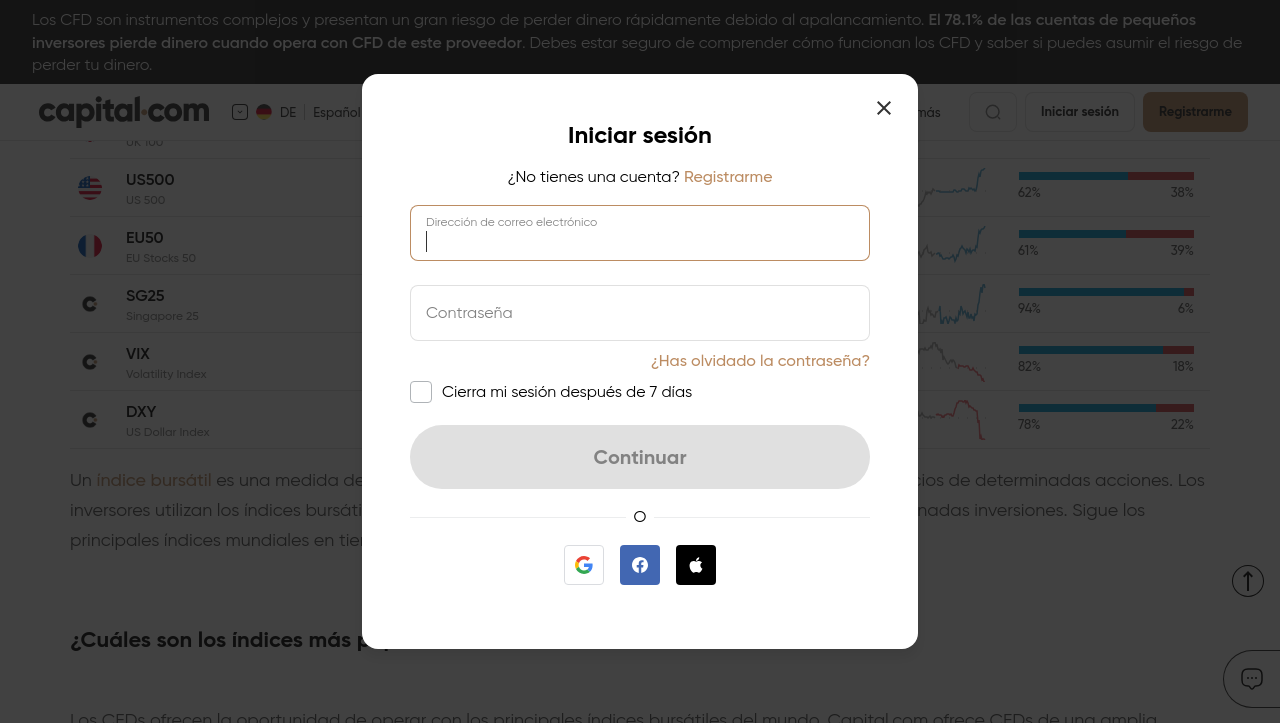 Los CFD son instrumentos complejos y presentan un gran riesgo de perder dinero rápidamente debido al apalancamiento. El 78.1% de las cuentas de pequeños
inversores pierde dinero cuando opera con CFD de este proveedor. Debes estar seguro de comprender cómo funcionan los CFD y saber si puedes asumir el riesgo de
perder tu dinero.
capital.com DE Español más Iniciar sesión Registrarme
UK 100
US500
US 500
62% 38%
EU50
EU Stocks 50
61% 39%
SG25
Singapore 25
94% 6%
VIX
Volatility Index
82% 18%
DXY
US Dollar Index
78% 22%
Un índice bursátil es una medida de
cios de determinadas acciones. Los
inversores utilizan los índices bursáti
nadas inversiones. Sigue los
principales índices mundiales en tie
¿Cuáles son los índices más p
Los CFDs ofrecen la oportunidad de operar con los principales índices bursátiles del mundo. Capital.com ofrece CFDs de una amplia
Iniciar sesión
¿No tienes una cuenta? Registrarme
Dirección de correo electrónico
Contraseña
¿Has olvidado la contraseña?
Cierra mi sesión después de 7 días
Continuar
O